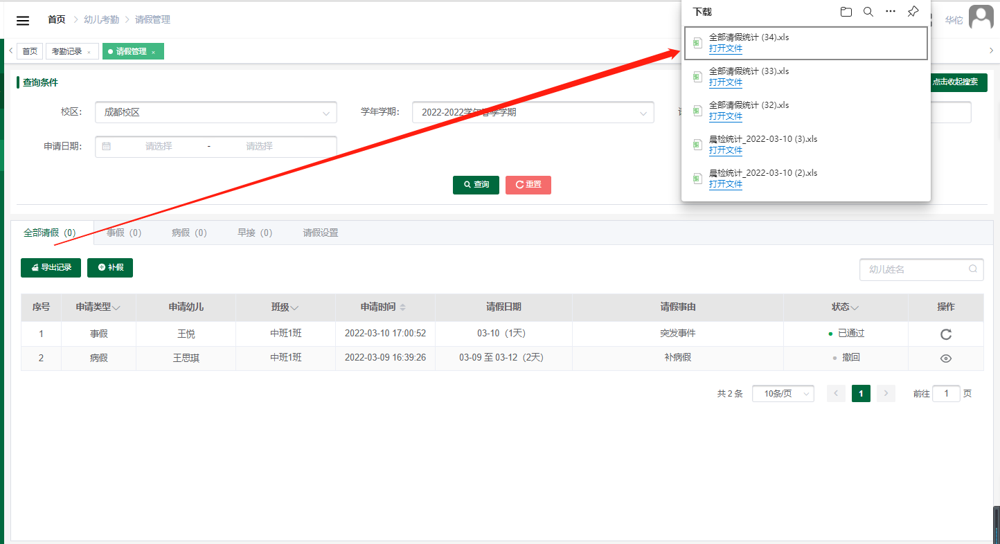 首页 幼儿考勤 请假管理
华佗
首页 考勤记录 × 请假管理 ×
下载
全部请假统计 (34).xls
打开文件
全部请假统计 (33).xls
打开文件
全部请假统计 (32).xls
打开文件
晨检统计_2022-03-10 (3).xls
打开文件
晨检统计_2022-03-10 (2).xls
打开文件
查询条件
点击收起搜索
校区: 成都校区 学年学期: 2022-2022学年春季学期
申请日期: 请选择 - 请选择
查询 重置
全部请假（0） 事假（0） 病假（0） 早接（0） 请假设置
导出记录 补假 幼儿姓名
序号 申请类型 申请幼儿 班级 申请时间 请假日期 请假事由 状态 操作
1 事假 王悦 中班1班 2022-03-10 17:00:52 03-10（1天） 突发事件 已通过
2 病假 王思琪 中班1班 2022-03-09 16:39:26 03-09 至 03-12（2天） 补病假 撤回
共 2 条 10条/页 1 前往 1 页